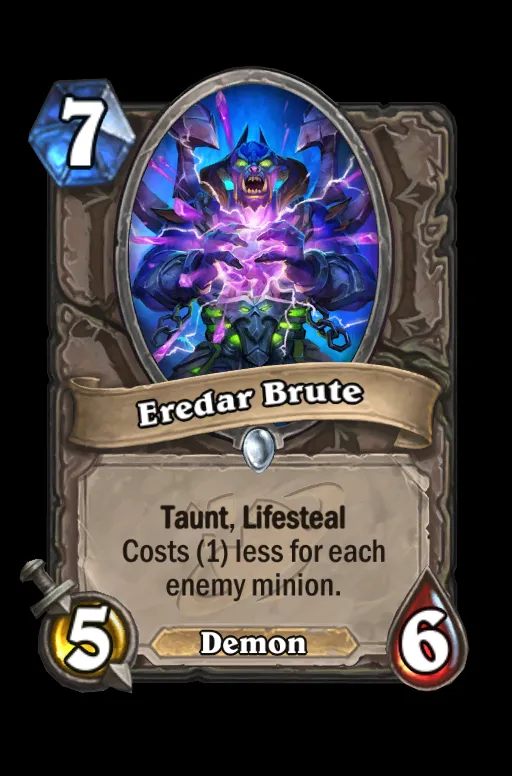 7
Eredar Brute
Taunt, Lifesteal
Costs (1) less for each
enemy minion.
5
Demon
6